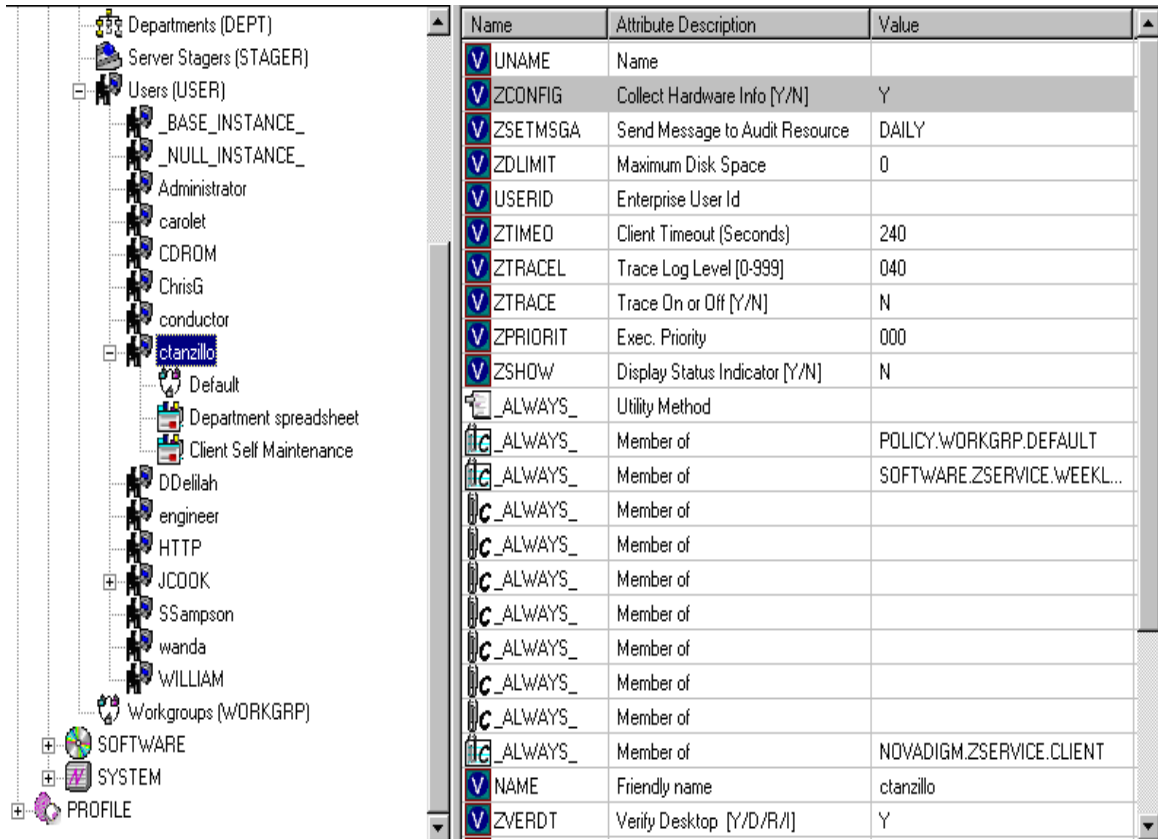 Departments (DEPT)
Server Stagers (STAGER)
Users (USER)
_BASE_INSTANCE_
_NULL_INSTANCE_
Administrator
carolet
CDROM
ChrisG
conductor
ctanzillo
Default
Department spreadsheet
Client Self Maintenance
DDelilah
engineer
HTTP
JCOOK
SSampson
wanda
WILLIAM
Workgroups (WORKGRP)
SOFTWARE
SYSTEM
PROFILE
Name Attribute Description Value
V UNAME Name
V ZCONFIG Collect Hardware Info [Y/N] Y
V ZSETMSGA Send Message to Audit Resource DAILY
V ZDLIMIT Maximum Disk Space 0
V USERID Enterprise User Id
V ZTIMEO Client Timeout (Seconds) 240
V ZTRACEL Trace Log Level [0-999] 040
V ZTRACE Trace On or Off [Y/N] N
V ZPRIORIT Exec. Priority 000
V ZSHOW Display Status Indicator [Y/N] N
_ALWAYS_ Utility Method
C _ALWAYS_ Member of POLICY.WORKGRP.DEFAULT
C _ALWAYS_ Member of SOFTWARE.ZSERVICE.WEEKL...
C _ALWAYS_ Member of
C _ALWAYS_ Member of
C _ALWAYS_ Member of
C _ALWAYS_ Member of
C _ALWAYS_ Member of
C _ALWAYS_ Member of
C _ALWAYS_ Member of
C _ALWAYS_ Member of NOVADIGM.ZSERVICE.CLIENT
V NAME Friendly name ctanzillo
V ZVERDT Verify Desktop [Y/D/R/I] Y